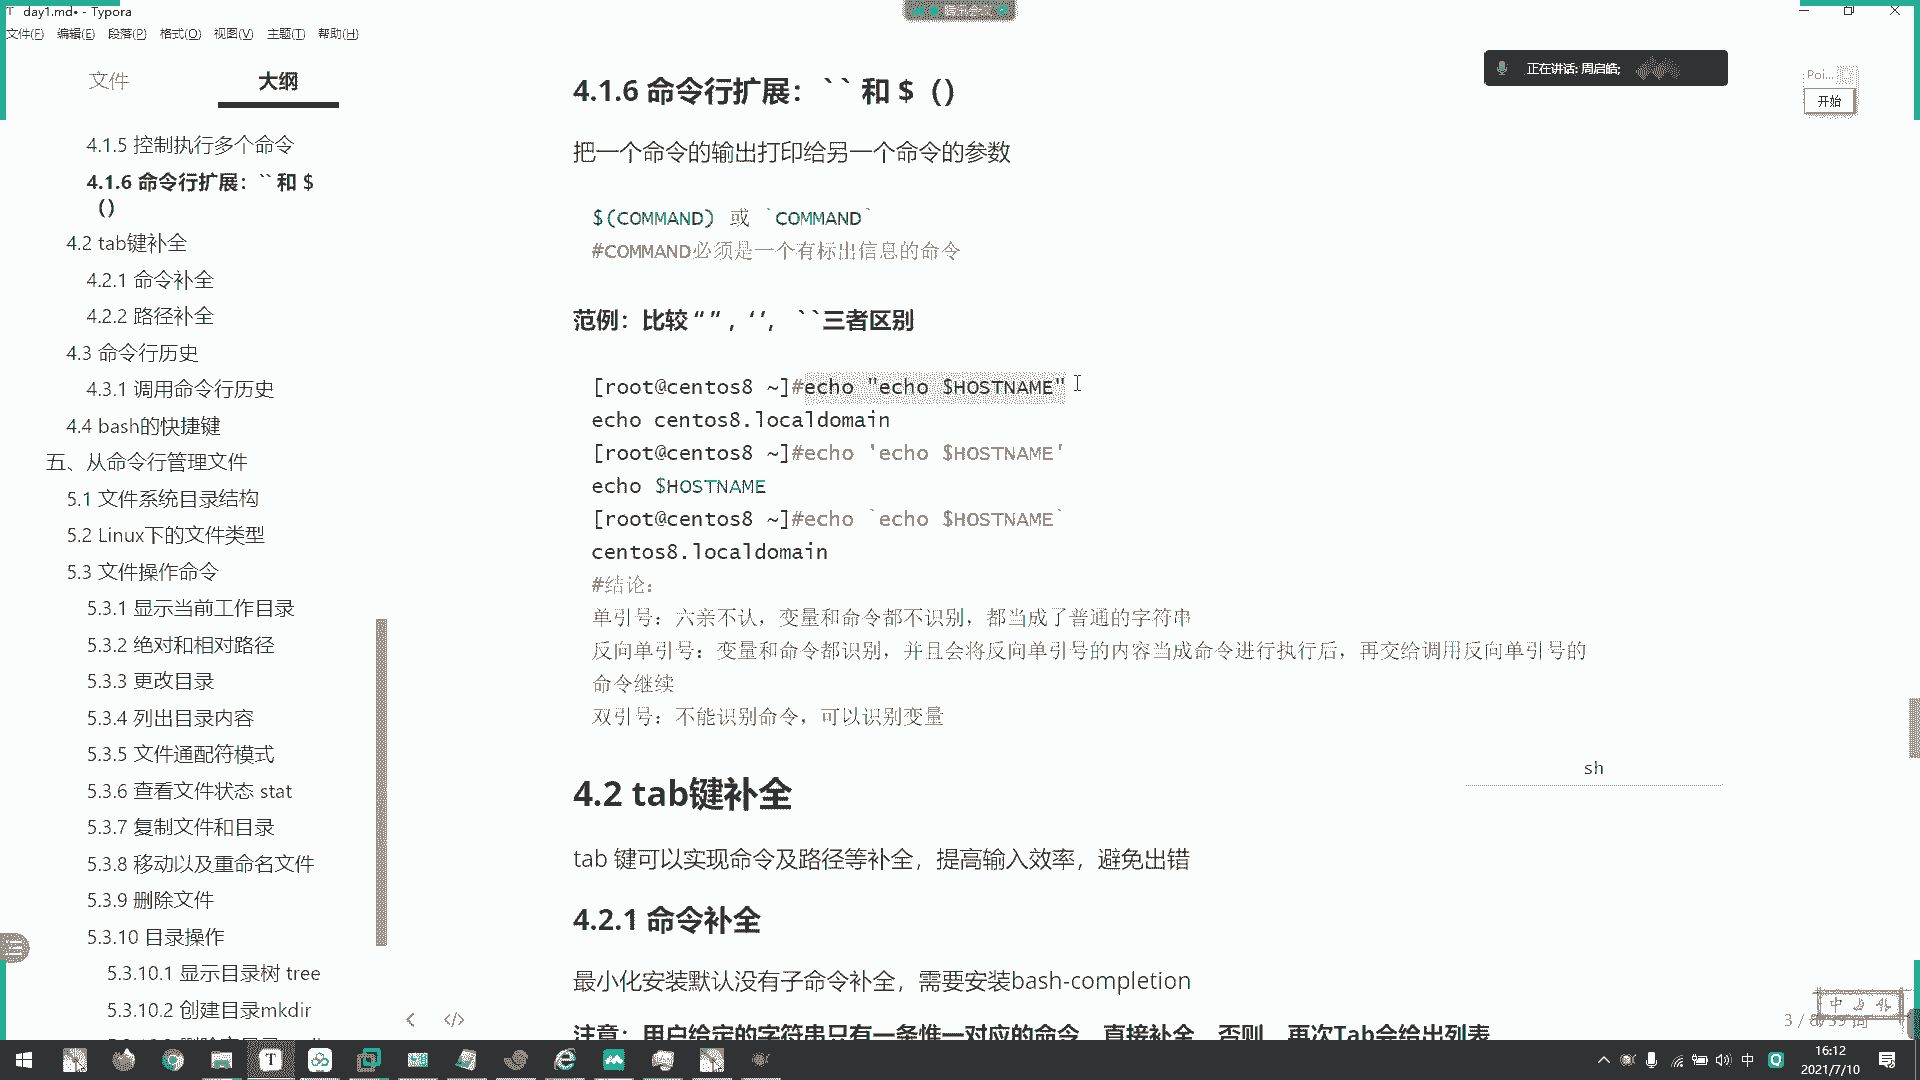 day1.md• - Typora
文件(F) 编辑(E) 段落(P) 格式(O) 视图(V) 主题(T) 帮助(H)
正在讲话: 周启皓;
Poi...
开始
文件 大纲
4.1.5 控制执行多个命令
4.1.6 命令行扩展：`` 和 $
（）
4.2 tab键补全
4.2.1 命令补全
4.2.2 路径补全
4.3 命令行历史
4.3.1 调用命令行历史
4.4 bash的快捷键
五、从命令行管理文件
5.1 文件系统目录结构
5.2 Linux下的文件类型
5.3 文件操作命令
5.3.1 显示当前工作目录
5.3.2 绝对和相对路径
5.3.3 更改目录
5.3.4 列出目录内容
5.3.5 文件通配符模式
5.3.6 查看文件状态 stat
5.3.7 复制文件和目录
5.3.8 移动以及重命名文件
5.3.9 删除文件
5.3.10 目录操作
5.3.10.1 显示目录树 tree
5.3.10.2 创建目录mkdir
4.1.6 命令行扩展：`` 和 $（）
把一个命令的输出打印给另一个命令的参数
$(COMMAND) 或 `COMMAND`
#COMMAND必须是一个有标出信息的命令
范例：比较 “ ” ，‘ ’， ``三者区别
[root@centos8 ~]#echo "echo $HOSTNAME"
echo centos8.localdomain
[root@centos8 ~]#echo 'echo $HOSTNAME'
echo $HOSTNAME
[root@centos8 ~]#echo `echo $HOSTNAME`
centos8.localdomain
#结论：
单引号：六亲不认，变量和命令都不识别，都当成了普通的字符串
反向单引号：变量和命令都识别，并且会将反向单引号的内容当成命令进行执行后，再交给调用反向单引号的
命令继续
双引号：不能识别命令，可以识别变量
sh
4.2 tab键补全
tab 键可以实现命令及路径等补全，提高输入效率，避免出错
4.2.1 命令补全
最小化安装默认没有子命令补全，需要安装bash-completion
注意：用户给定的字符串只有一条惟一对应的命令，直接补全，否则，再次Tab会给出列表
中
16:12
2021/7/10